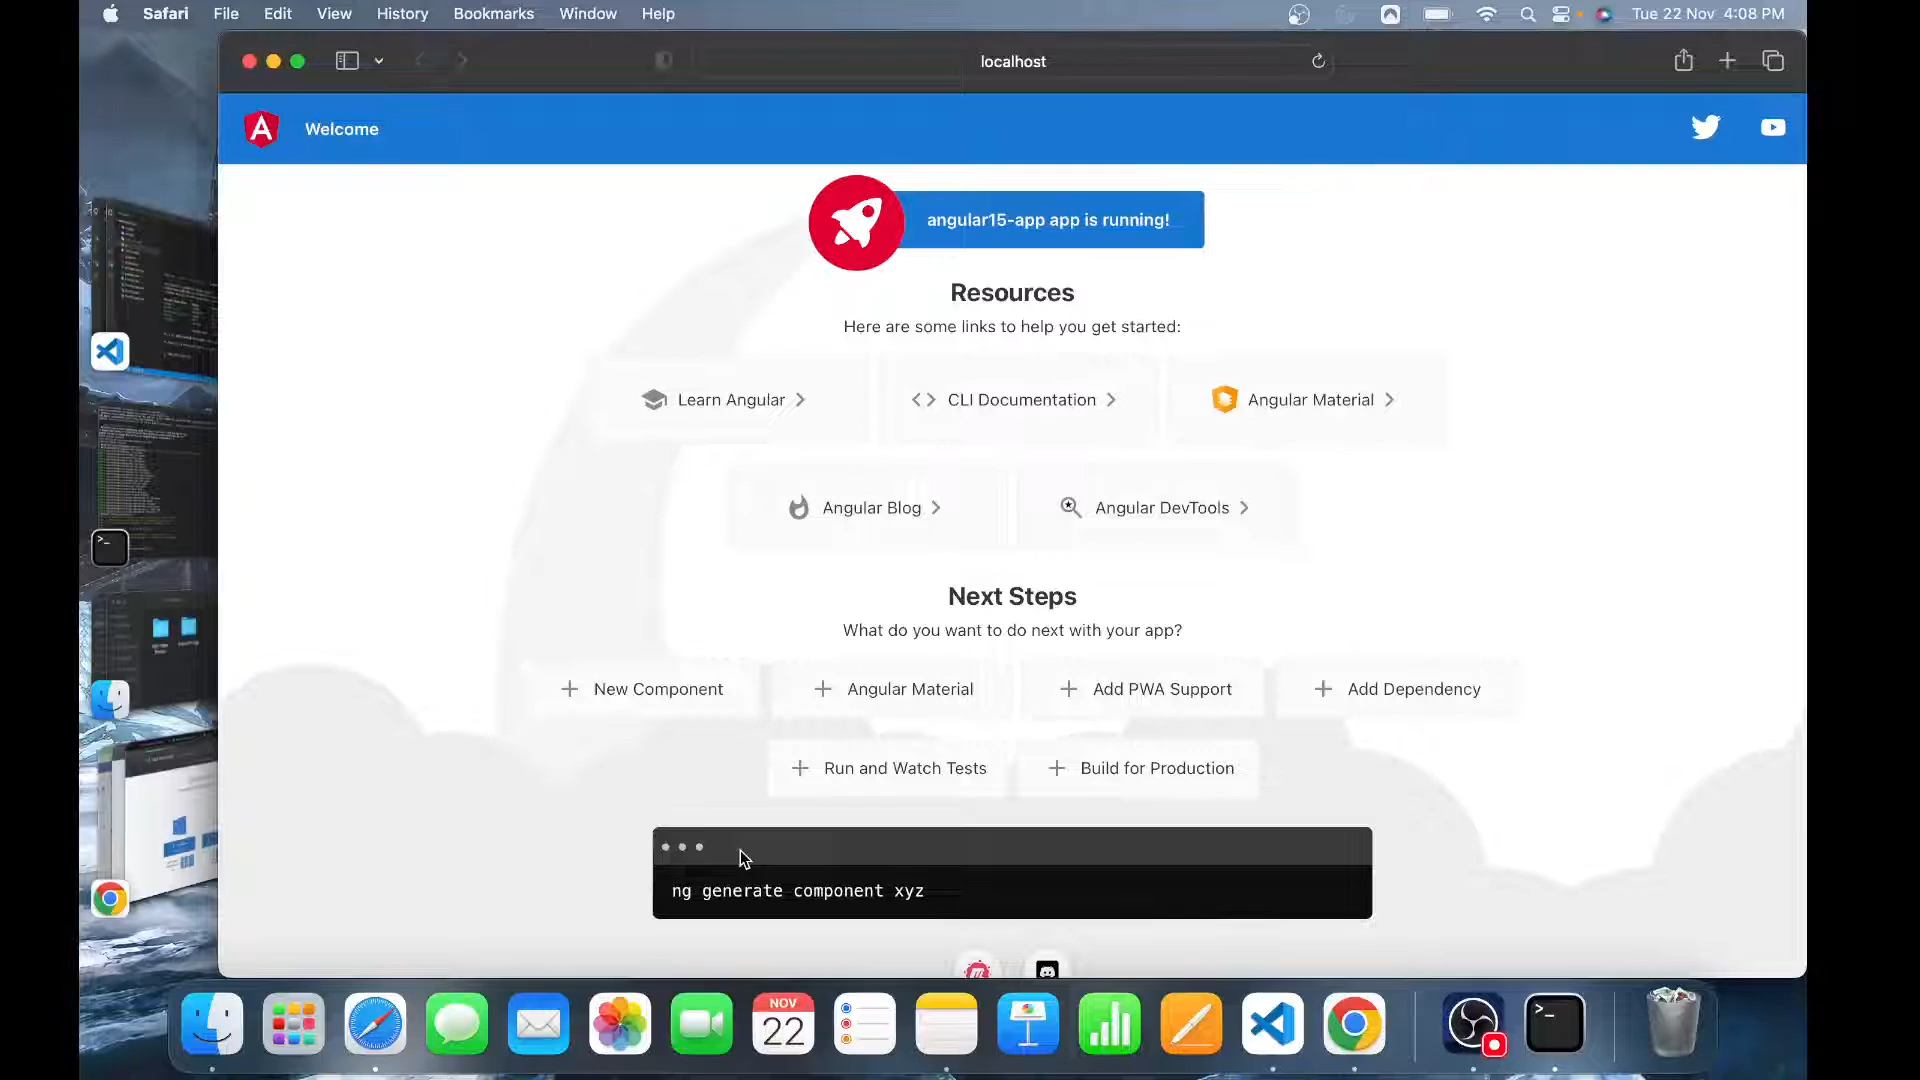 Safari File Edit View History Bookmarks Window Help Tue 22 Nov 4:08 PM
localhost
Welcome
angular15-app app is running!
Resources
Here are some links to help you get started:
Learn Angular
CLI Documentation
Angular Material
Angular Blog
Angular DevTools
Next Steps
What do you want to do next with your app?
New Component
Angular Material
Add PWA Support
Add Dependency
Run and Watch Tests
Build for Production
ng generate component xyz
NOV
22